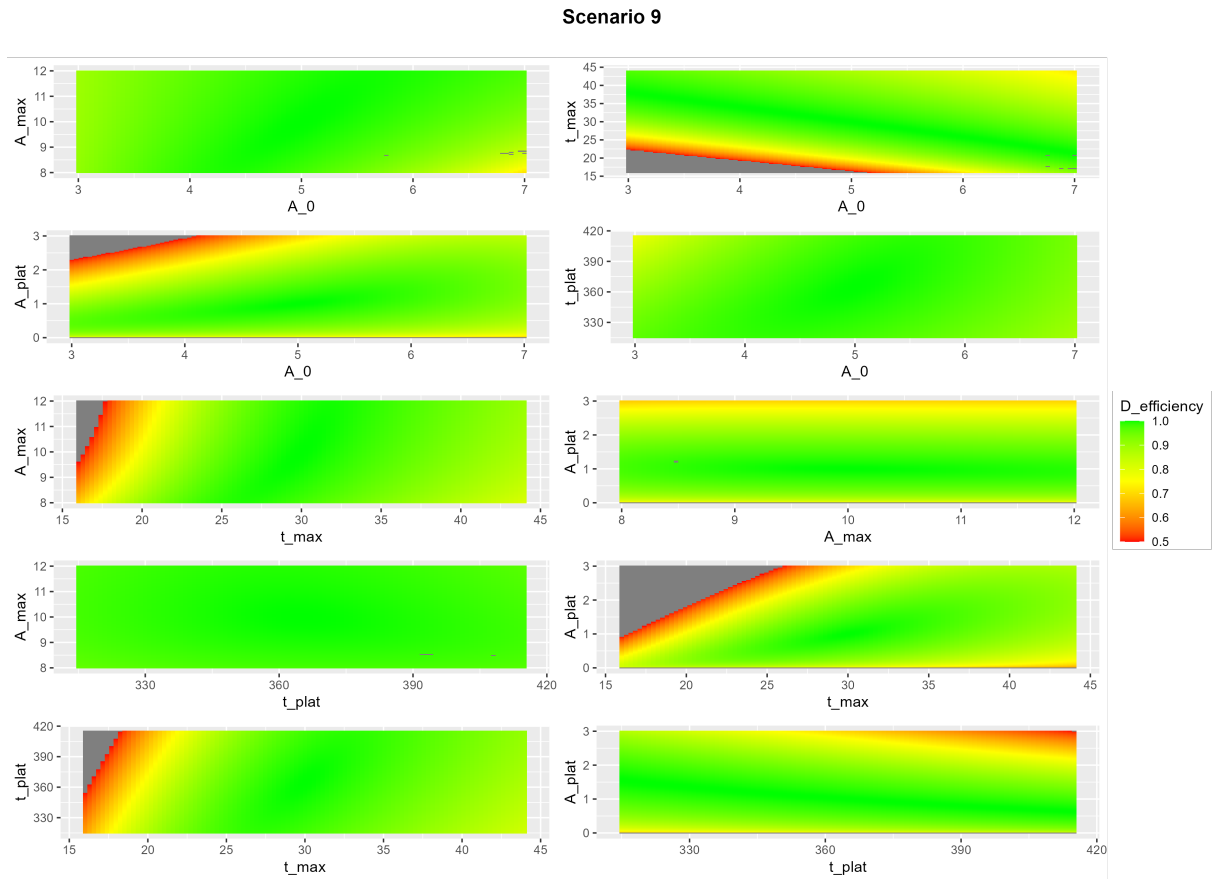 Scenario 9
A_max
12
11
10
9
8
3 4 5 6 7
A_0
t_max
45
40
35
30
25
20
15
3 4 5 6 7
A_0
A_plat
3
2
1
0
3 4 5 6 7
A_0
t_plat
420
390
360
330
3 4 5 6 7
A_0
A_max
12
11
10
9
8
15 20 25 30 35 40 45
t_max
A_plat
3
2
1
0
8 9 10 11 12
A_max
D_efficiency
1.0
0.9
0.8
0.7
0.6
0.5
A_max
12
11
10
9
8
330 360 390 420
t_plat
A_plat
3
2
1
0
15 20 25 30 35 40 45
t_max
t_plat
420
390
360
330
15 20 25 30 35 40 45
t_max
A_plat
3
2
1
0
330 360 390 420
t_plat